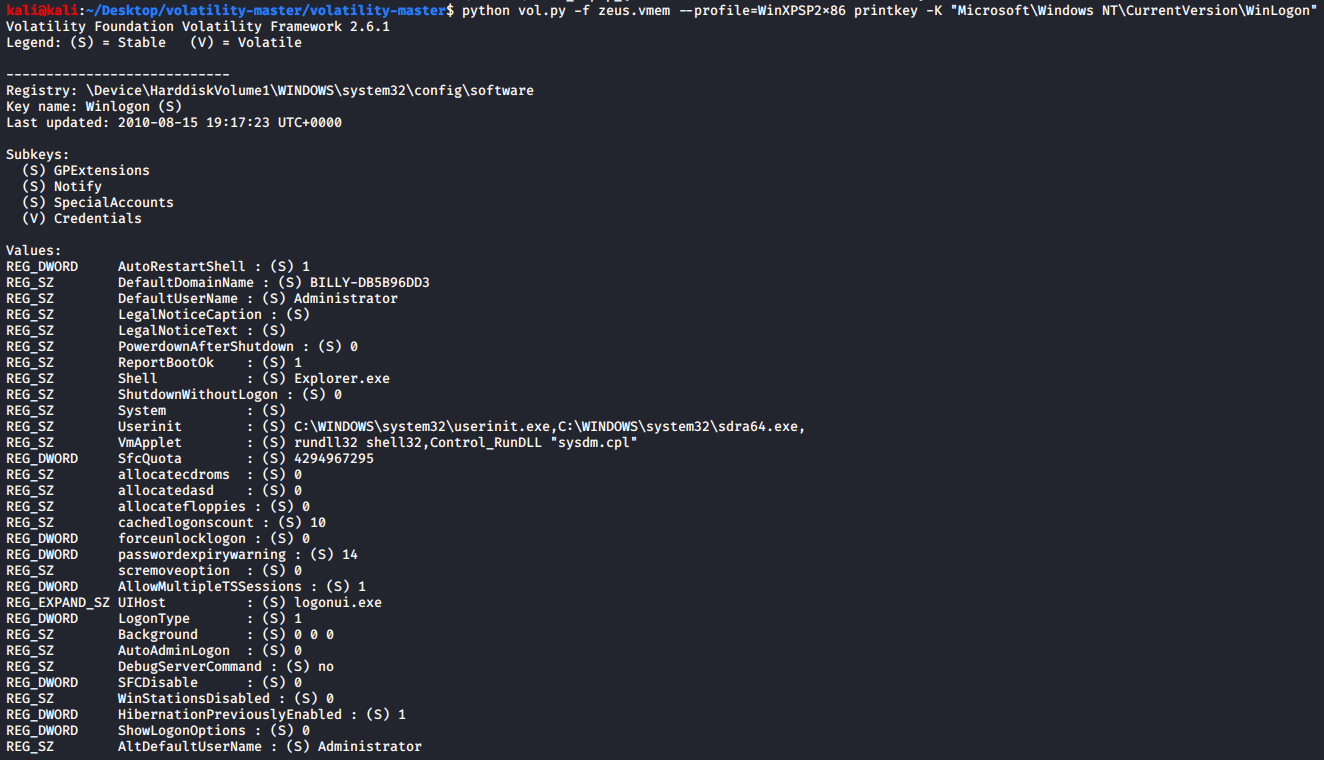 kali@kali:~/Desktop/volatility-master/volatility-master$ python vol.py -f zeus.vmem --profile=WinXPSP2×86 printkey -K "Microsoft\Windows NT\CurrentVersion\WinLogon"
Volatility Foundation Volatility Framework 2.6.1
Legend: (S) = Stable   (V) = Volatile
----------------------------
Registry: \Device\HarddiskVolume1\WINDOWS\system32\config\software
Key name: Winlogon (S)
Last updated: 2010-08-15 19:17:23 UTC+0000
Subkeys:
  (S) GPExtensions
  (S) Notify
  (S) SpecialAccounts
  (V) Credentials
Values:
REG_DWORD     AutoRestartShell : (S) 1
REG_SZ        DefaultDomainName : (S) BILLY-DB5B96DD3
REG_SZ        DefaultUserName : (S) Administrator
REG_SZ        LegalNoticeCaption : (S)
REG_SZ        LegalNoticeText : (S)
REG_SZ        PowerdownAfterShutdown : (S) 0
REG_SZ        ReportBootOk    : (S) 1
REG_SZ        Shell           : (S) Explorer.exe
REG_SZ        ShutdownWithoutLogon : (S) 0
REG_SZ        System          : (S)
REG_SZ        Userinit        : (S) C:\WINDOWS\system32\userinit.exe,C:\WINDOWS\system32\sdra64.exe,
REG_SZ        VmApplet        : (S) rundll32 shell32,Control_RunDLL "sysdm.cpl"
REG_DWORD     SfcQuota        : (S) 4294967295
REG_SZ        allocatecdroms  : (S) 0
REG_SZ        allocatedasd    : (S) 0
REG_SZ        allocatefloppies : (S) 0
REG_SZ        cachedlogonscount : (S) 10
REG_DWORD     forceunlocklogon : (S) 0
REG_DWORD     passwordexpirywarning : (S) 14
REG_SZ        scremoveoption  : (S) 0
REG_DWORD     AllowMultipleTSSessions : (S) 1
REG_EXPAND_SZ UIHost          : (S) logonui.exe
REG_DWORD     LogonType       : (S) 1
REG_SZ        Background      : (S) 0 0 0
REG_SZ        AutoAdminLogon  : (S) 0
REG_SZ        DebugServerCommand : (S) no
REG_DWORD     SFCDisable      : (S) 0
REG_SZ        WinStationsDisabled : (S) 0
REG_DWORD     HibernationPreviouslyEnabled : (S) 1
REG_DWORD     ShowLogonOptions : (S) 0
REG_SZ        AltDefaultUserName : (S) Administrator